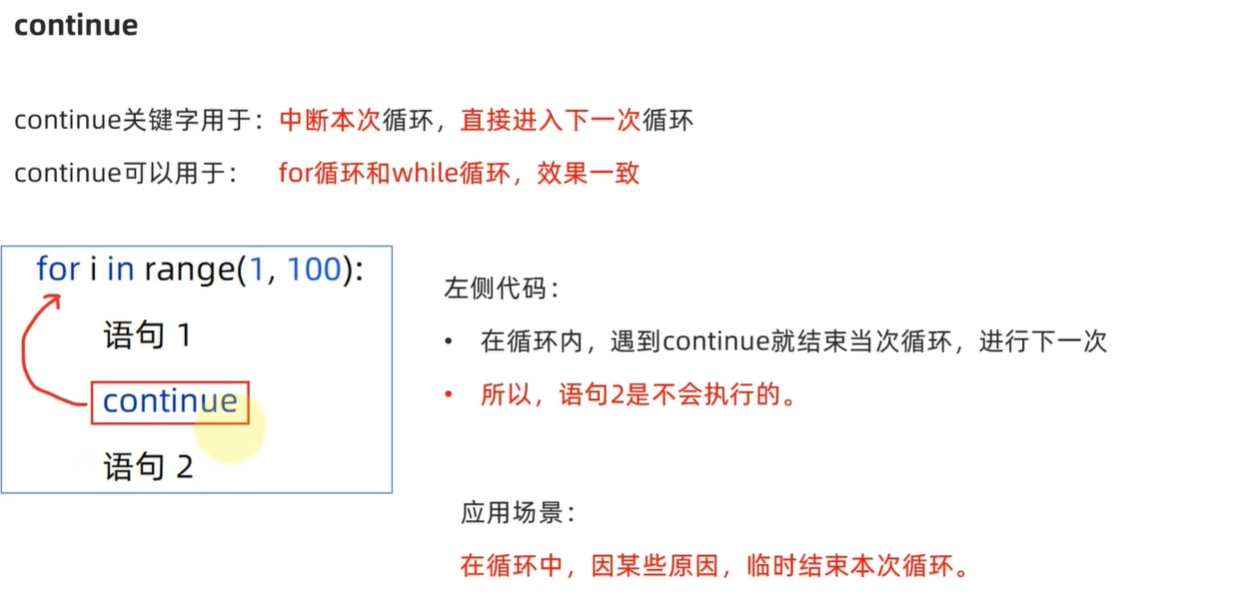 continue
continue关键字用于：中断本次循环，直接进入下一次循环
continue可以用于： for循环和while循环，效果一致
for i in range(1, 100):
语句 1
continue
语句 2
左侧代码：
• 在循环内，遇到continue就结束当次循环，进行下一次
• 所以，语句2是不会执行的。
应用场景：
在循环中，因某些原因，临时结束本次循环。